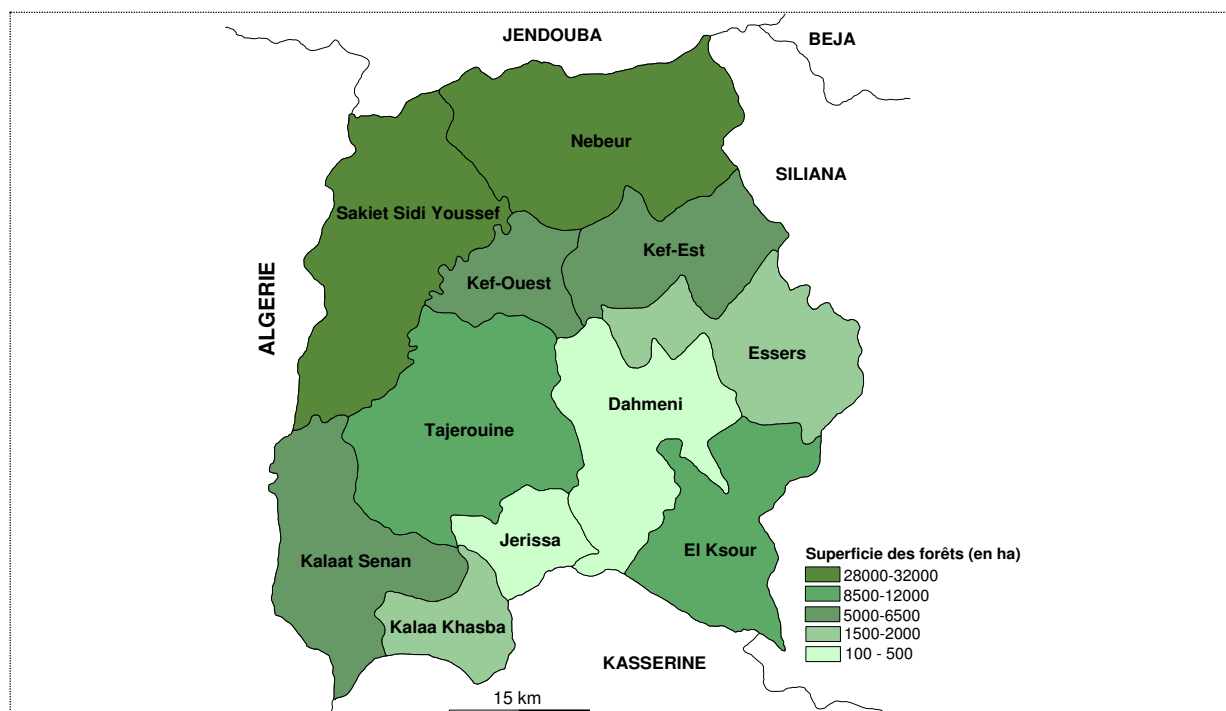 JENDOUBA
BEJA
Nebeur
SILIANA
Sakiet Sidi Youssef
Kef-Est
Kef-Ouest
ALGERIE
Essers
Dahmeni
Tajerouine
Jerissa
El Ksour
Kalaat Senan
Kalaa Khasba
KASSERINE
Superficie des forêts (en ha)
28000-32000
8500-12000
5000-6500
1500-2000
100 - 500
15 km